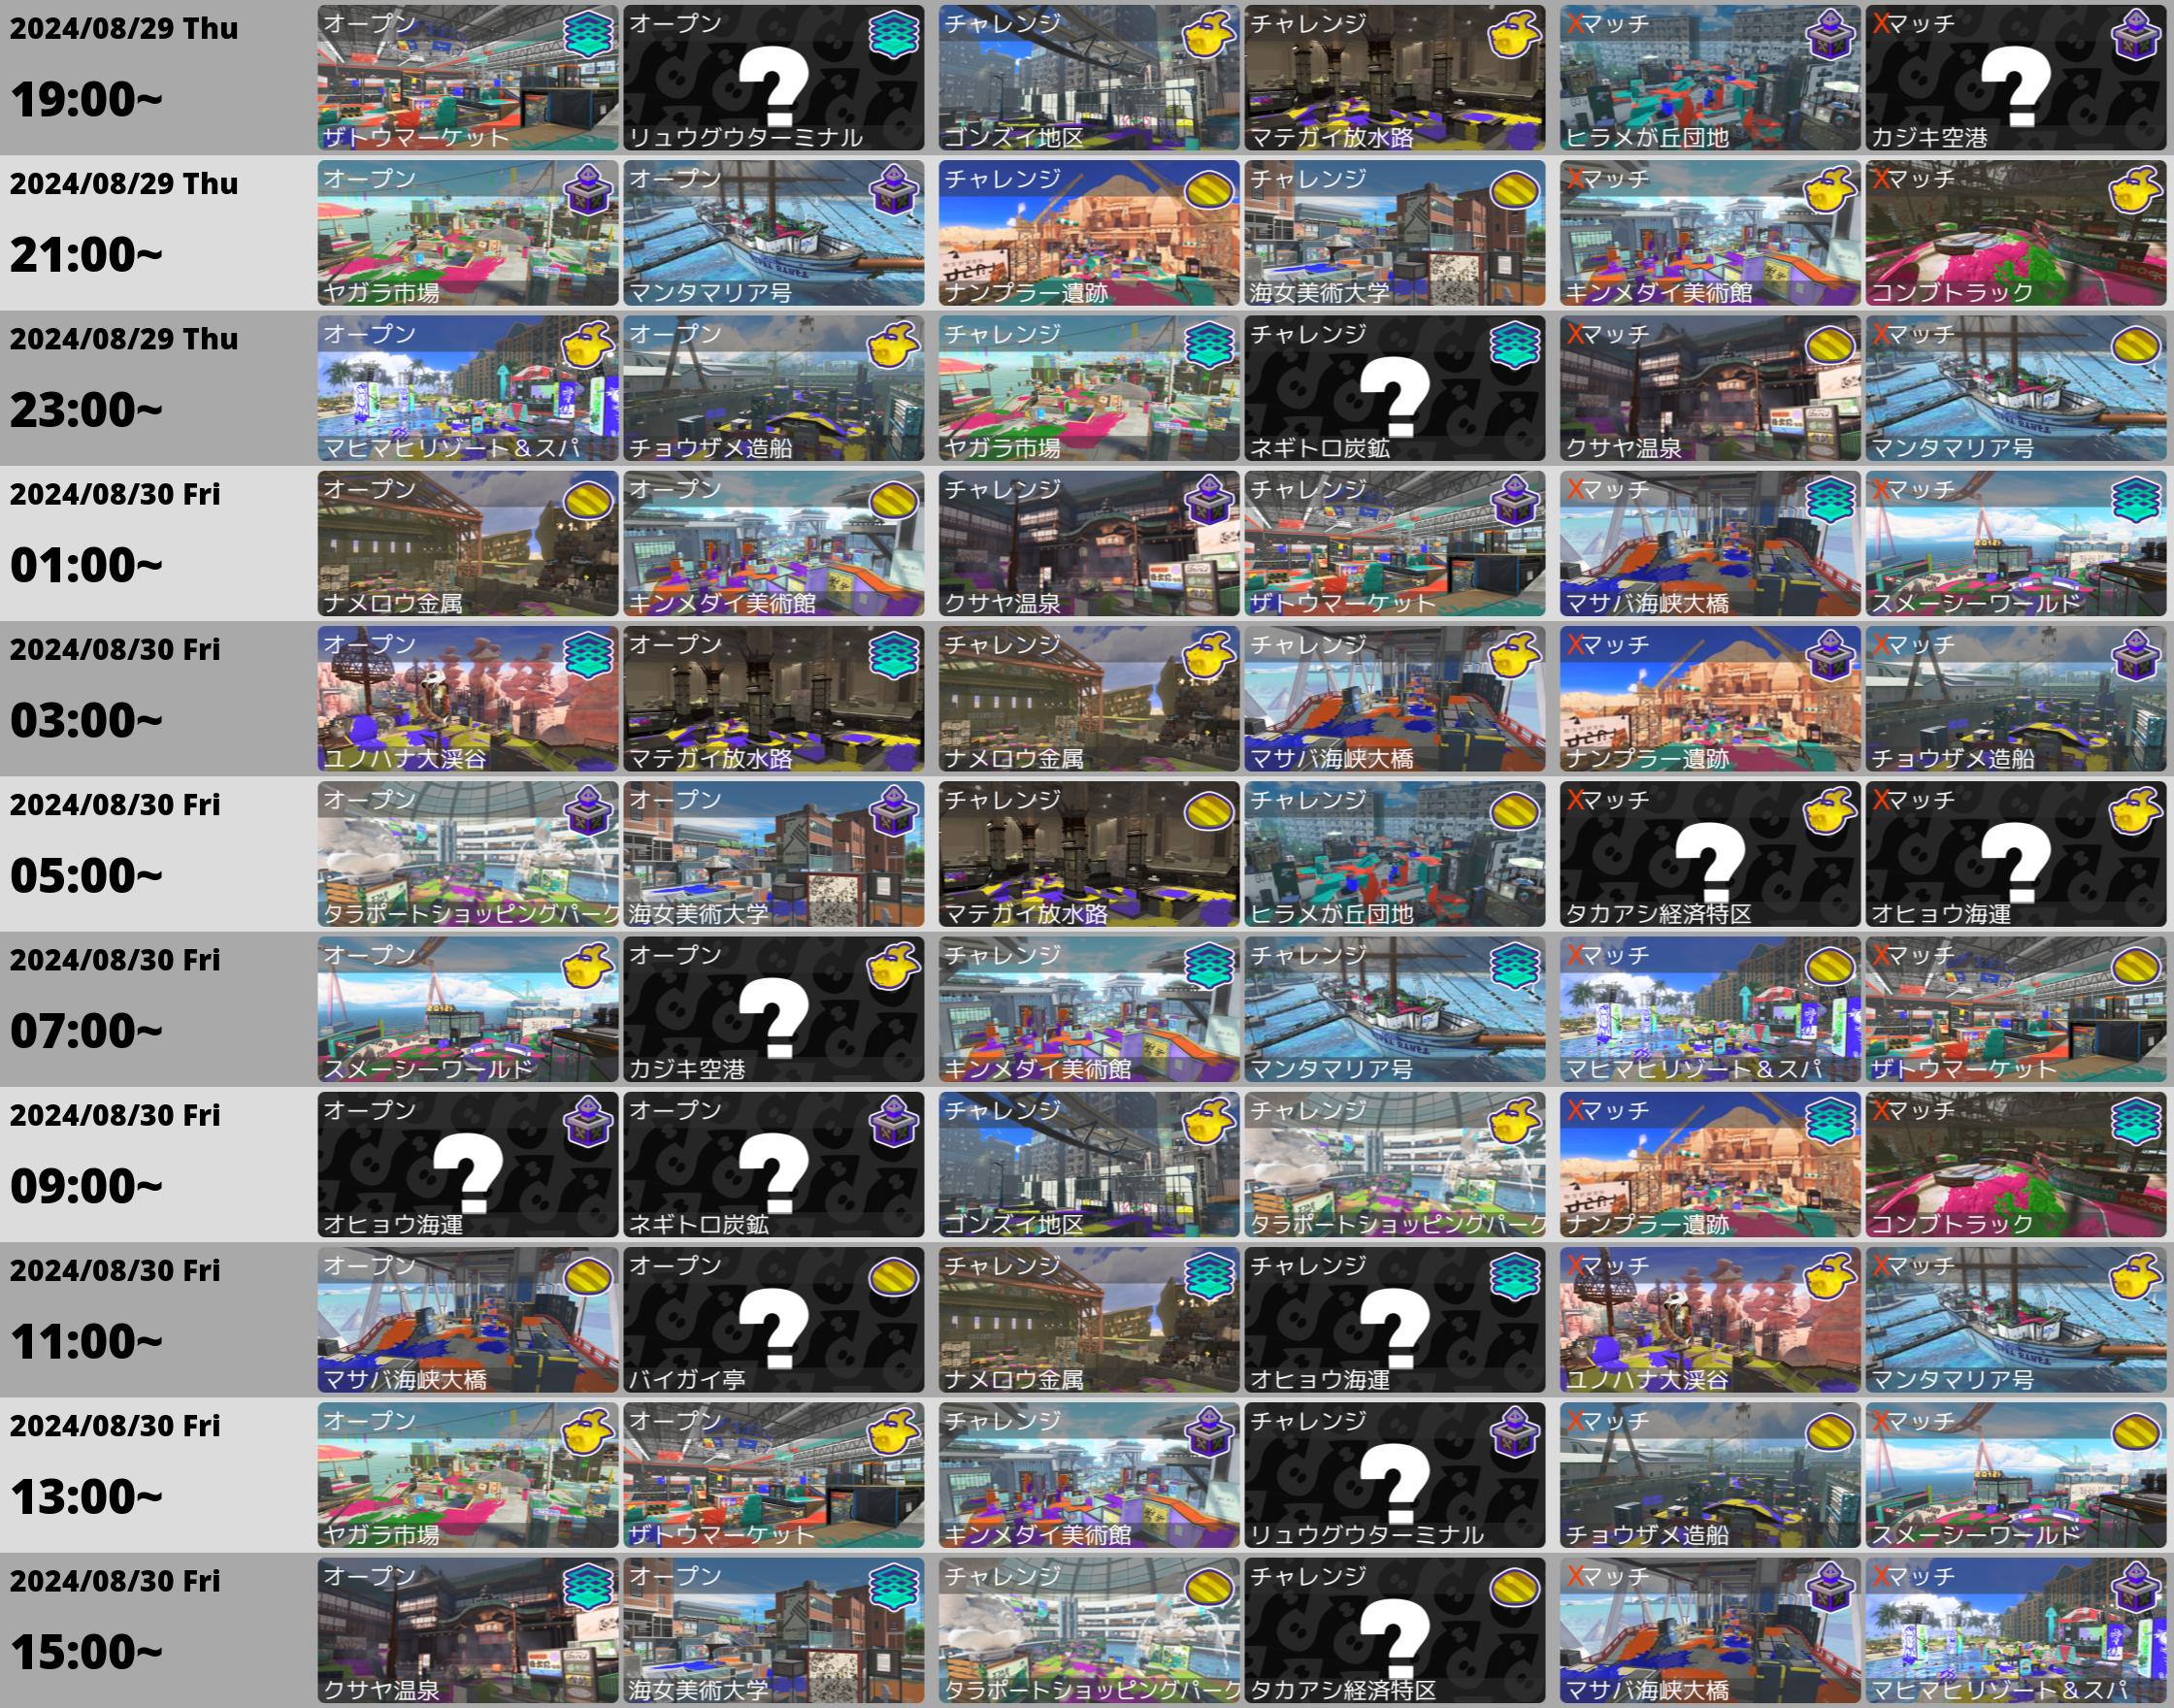 2024/08/29 Thu
19:00~
オープン
ザトウマーケット
オープン
リュウグウターミナル
チャレンジ
ゴンズイ地区
チャレンジ
マテガイ放水路
Xマッチ
ヒラメが丘団地
Xマッチ
カジキ空港
2024/08/29 Thu
21:00~
オープン
ヤガラ市場
オープン
マンタマリア号
チャレンジ
ナンプラー遺跡
チャレンジ
海女美術大学
Xマッチ
キンメダイ美術館
Xマッチ
コンブトラック
2024/08/29 Thu
23:00~
オープン
マヒマヒリゾート＆スパ
オープン
チョウザメ造船
チャレンジ
ヤガラ市場
チャレンジ
ネギトロ炭鉱
Xマッチ
クサヤ温泉
Xマッチ
マンタマリア号
2024/08/30 Fri
01:00~
オープン
ナメロウ金属
オープン
キンメダイ美術館
チャレンジ
クサヤ温泉
チャレンジ
ザトウマーケット
Xマッチ
マサバ海峡大橋
Xマッチ
スメーシーワールド
2024/08/30 Fri
03:00~
オープン
ユノハナ大渓谷
オープン
マテガイ放水路
チャレンジ
ナメロウ金属
チャレンジ
マサバ海峡大橋
Xマッチ
ナンプラー遺跡
Xマッチ
チョウザメ造船
2024/08/30 Fri
05:00~
オープン
タラポートショッピングパーク
オープン
海女美術大学
チャレンジ
マテガイ放水路
チャレンジ
ヒラメが丘団地
Xマッチ
タカアシ経済特区
Xマッチ
オヒョウ海運
2024/08/30 Fri
07:00~
オープン
スメーシーワールド
オープン
カジキ空港
チャレンジ
キンメダイ美術館
チャレンジ
マンタマリア号
Xマッチ
マヒマヒリゾート＆スパ
Xマッチ
ザトウマーケット
2024/08/30 Fri
09:00~
オープン
オヒョウ海運
オープン
ネギトロ炭鉱
チャレンジ
ゴンズイ地区
チャレンジ
タラポートショッピングパーク
Xマッチ
ナンプラー遺跡
Xマッチ
コンブトラック
2024/08/30 Fri
11:00~
オープン
マサバ海峡大橋
オープン
バイガイ亭
チャレンジ
ナメロウ金属
チャレンジ
オヒョウ海運
Xマッチ
ユノハナ大渓谷
Xマッチ
マンタマリア号
2024/08/30 Fri
13:00~
オープン
ヤガラ市場
オープン
ザトウマーケット
チャレンジ
キンメダイ美術館
チャレンジ
リュウグウターミナル
Xマッチ
チョウザメ造船
Xマッチ
スメーシーワールド
2024/08/30 Fri
15:00~
オープン
クサヤ温泉
オープン
海女美術大学
チャレンジ
タラポートショッピングパーク
チャレンジ
タカアシ経済特区
Xマッチ
マサバ海峡大橋
Xマッチ
マヒマヒリゾート＆スパ